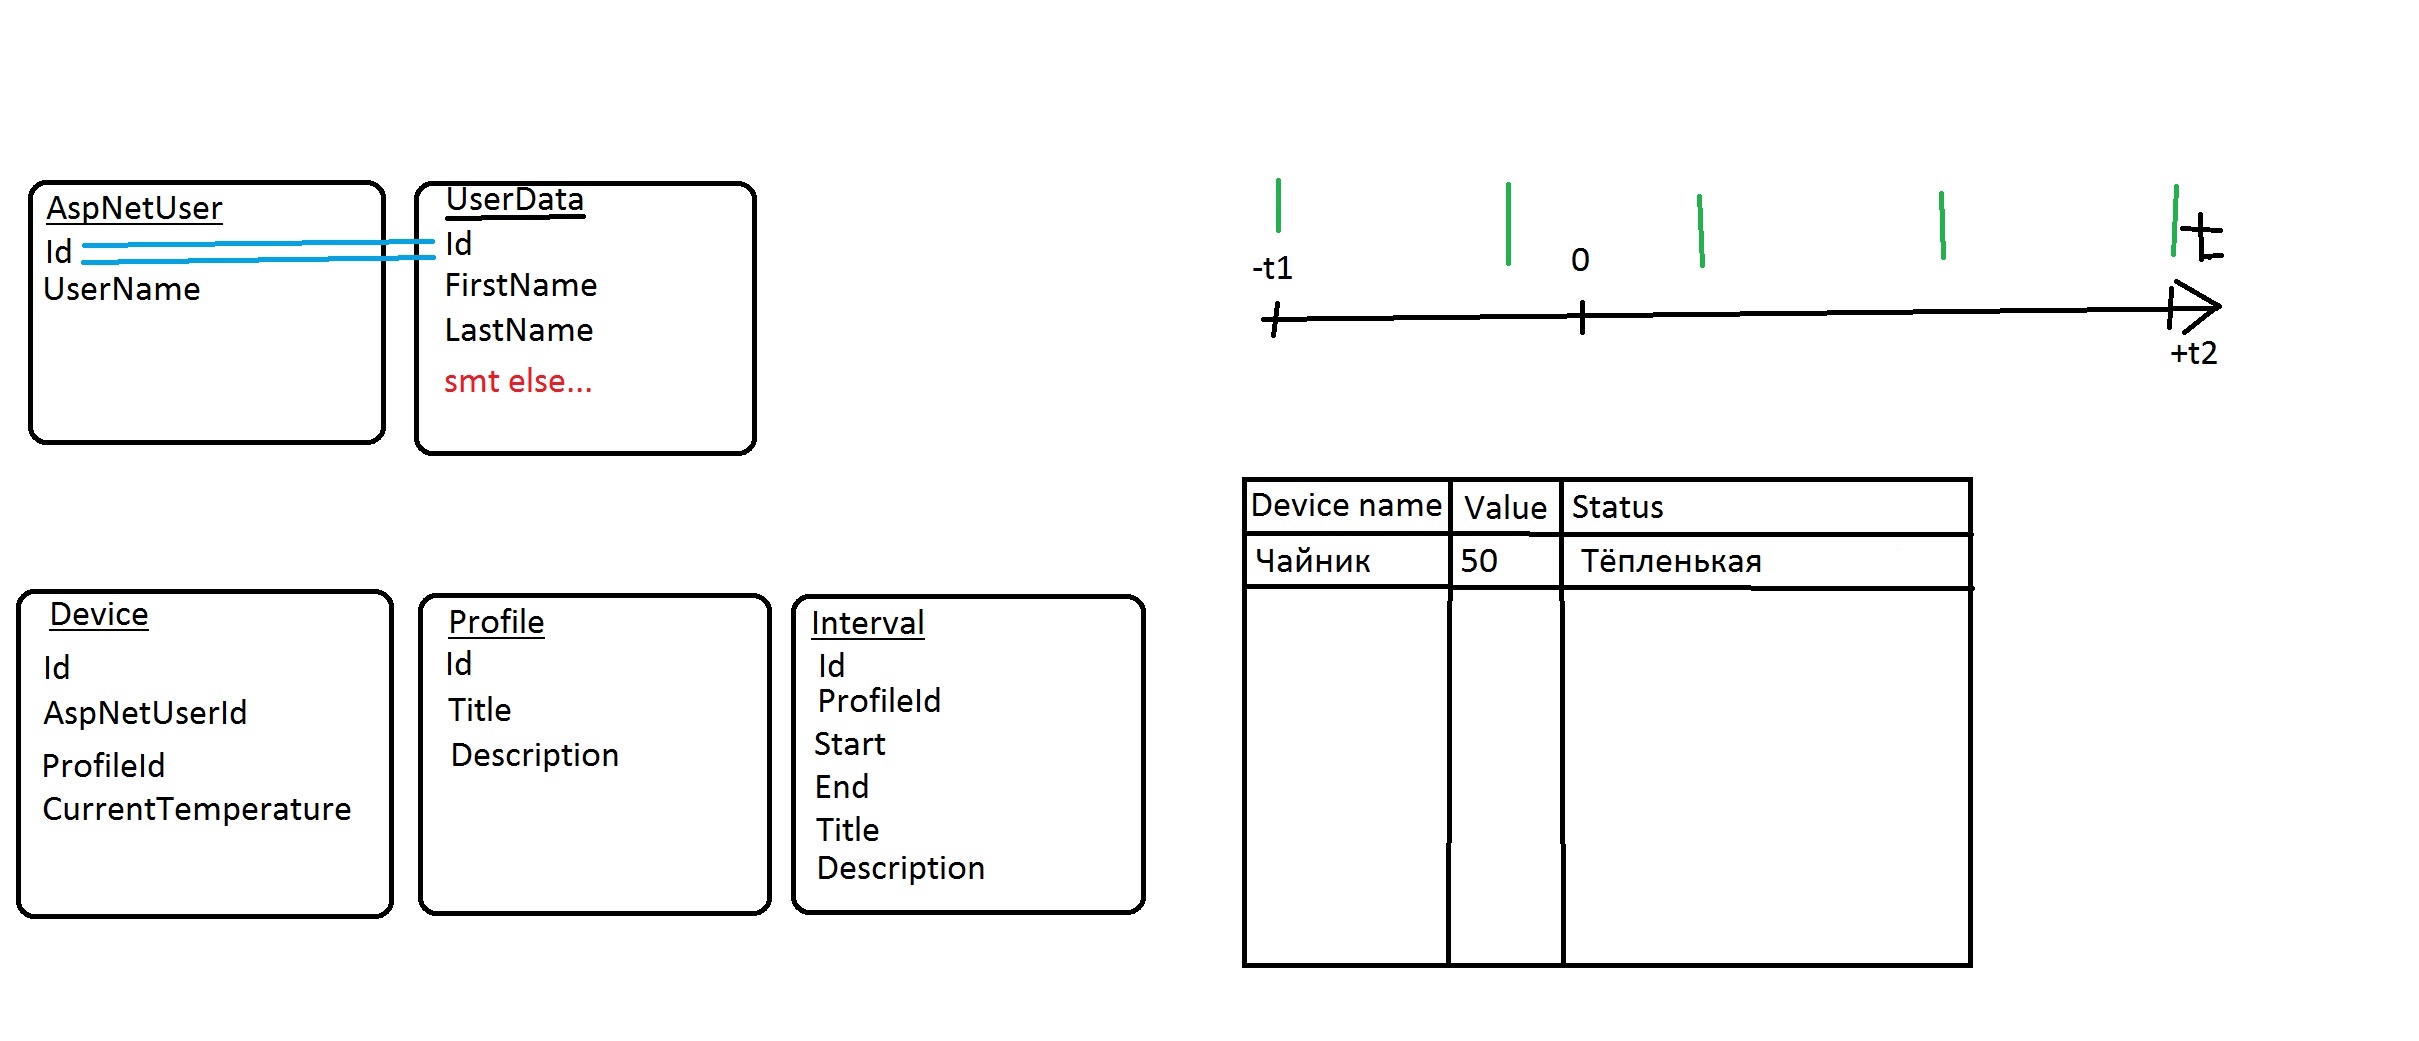 AspNetUser
Id
UserName
UserData
Id
FirstName
LastName
smt else...
-t1
0
t
+t2
Device
Id
AspNetUserId
ProfileId
CurrentTemperature
Profile
Id
Title
Description
Interval
Id
ProfileId
Start
End
Title
Description
Device name Value Status
Чайник 50 Тёпленькая